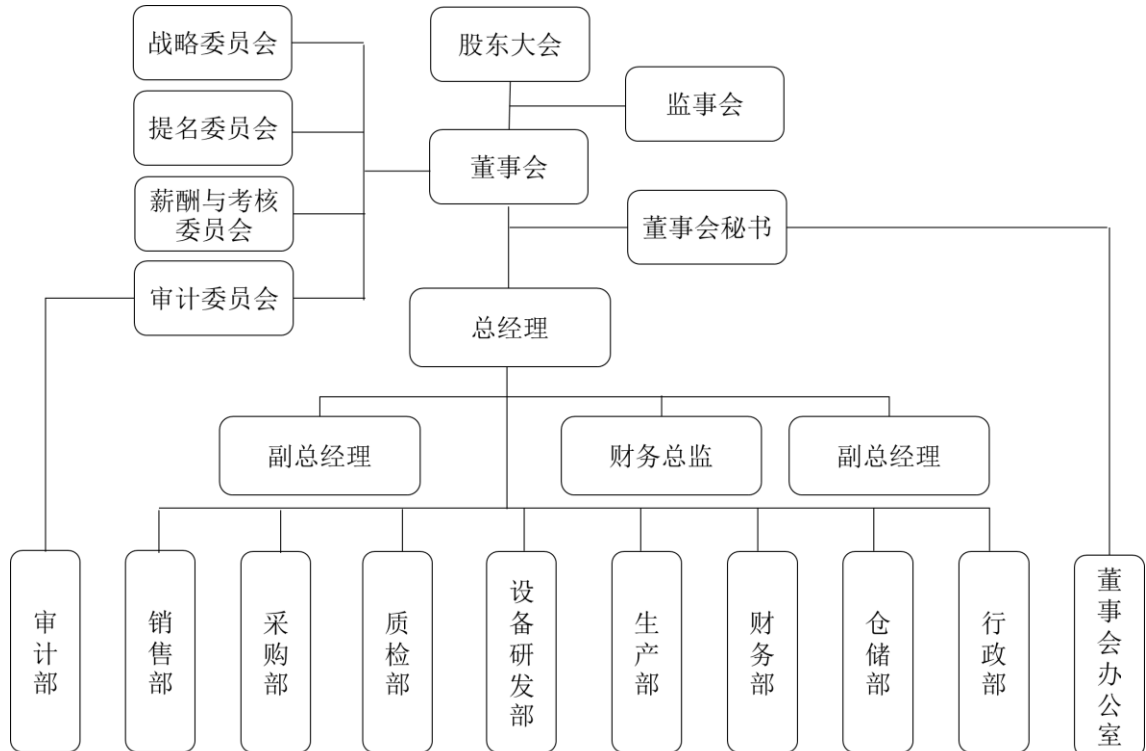 战略委员会
股东大会
监事会
提名委员会
董事会
薪酬与考核
委员会
董事会秘书
审计委员会
总经理
副总经理
财务总监
副总经理
审计部
销售部
采购部
质检部
设备研发部
生产部
财务部
仓储部
行政部
董事会办公室